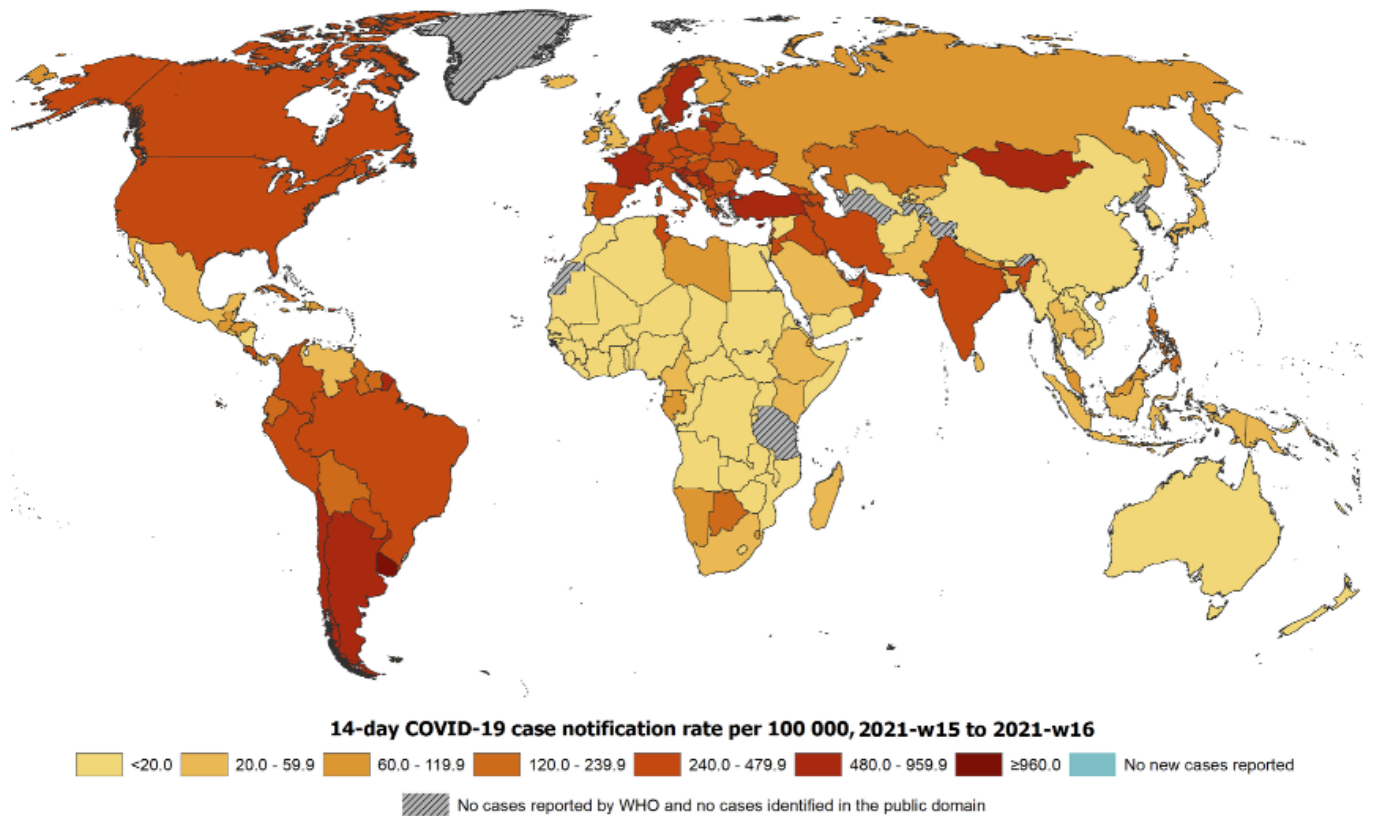 14-day COVID-19 case notification rate per 100 000, 2021-w15 to 2021-w16
<20.0 20.0 - 59.9 60.0 - 119.9 120.0 - 239.9 240.0 - 479.9 480.0 - 959.9 ≥960.0 No new cases reported
No cases reported by WHO and no cases identified in the public domain